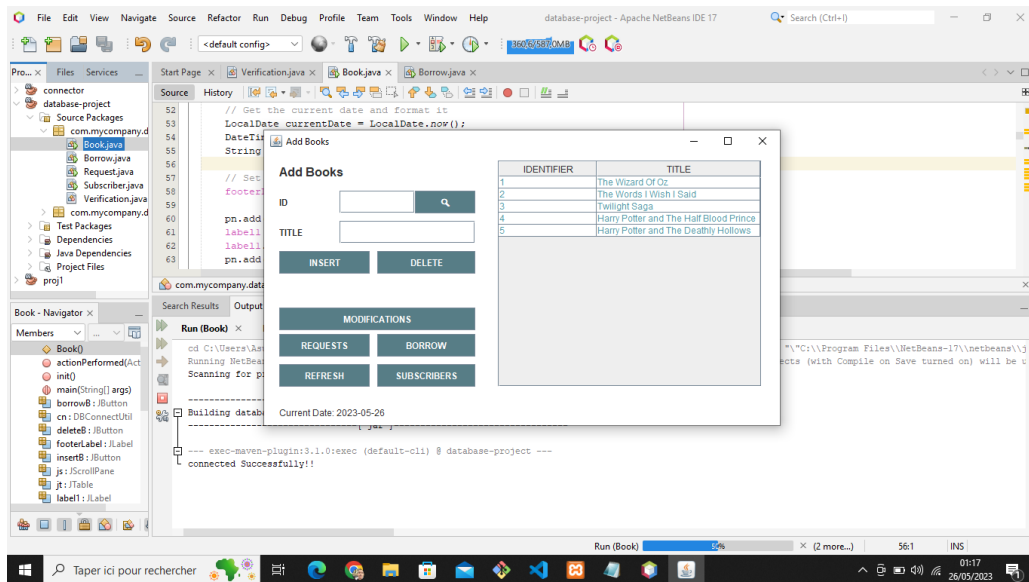 File Edit View Navigate Source Refactor Run Debug Profile Team Tools Window Help database-project - Apache NetBeans IDE 17 Search (Ctrl+I)
<default config> 360,6/587,0MB
Pro... × Files Services
connector
database-project
Source Packages
com.mycompany.d
Book.java
Borrow.java
Request.java
Subscriber.java
Verification.java
com.mycompany.d
Test Packages
Dependencies
Java Dependencies
Project Files
proj1
Start Page × Verification.java × Book.java × Borrow.java ×
Source History
52 // Get the current date and format it
53 LocalDate currentDate = LocalDate.now();
54 DateTi
55 String
56
57 // Set
58 footer
59
60 pn.add
61 label1
62 label1.
63 pn.add
com.mycompany.data
Add Books
Add Books
ID
TITLE
INSERT DELETE
MODIFICATIONS
REQUESTS BORROW
REFRESH SUBSCRIBERS
Current Date: 2023-05-26
IDENTIFIER TITLE
1 The Wizard Of Oz
2 The Words I Wish I Said
3 Twilight Saga
4 Harry Potter and The Half Blood Prince
5 Harry Potter and The Deathly Hollows
Book - Navigator ×
Members ...
Book()
actionPerformed(Act
init()
main(String[] args)
borrowB : JButton
cn : DBConnectUtil
deleteB : JButton
footerLabel : JLabel
insertB : JButton
js : JScrollPane
jt : JTable
label1 : JLabel
Search Results Output
Run (Book) ×
cd C:\Users\As "\"C:\\Program Files\\NetBeans-17\\netbeans\\j
Running NetBea cts (with Compile on Save turned on) will be
Scanning for p
Building datab
[ jar ]
--- exec-maven-plugin:3.1.0:exec (default-cli) @ database-project ---
connected Successfully!!
Run (Book) × (2 more...) 56:1 INS
Taper ici pour rechercher
01:17
26/05/2023